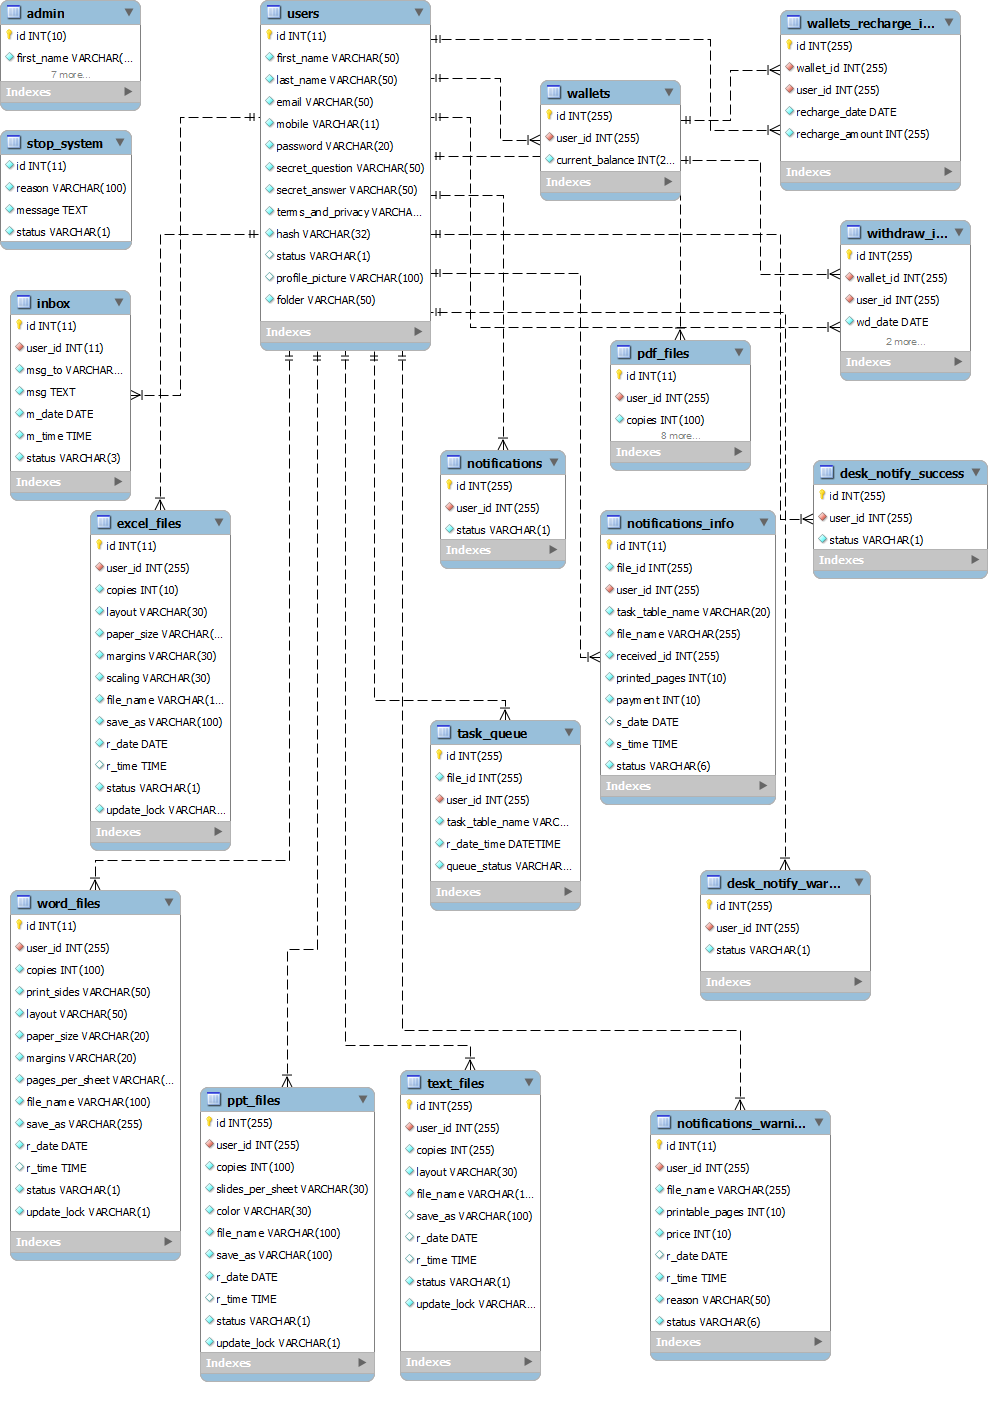 admin
id INT(10)
first_name VARCHAR(...
7 more...
Indexes
stop_system
id INT(11)
reason VARCHAR(100)
message TEXT
status VARCHAR(1)
inbox
id INT(11)
user_id INT(11)
msg_to VARCHAR...
msg TEXT
m_date DATE
m_time TIME
status VARCHAR(3)
Indexes
users
id INT(11)
first_name VARCHAR(50)
last_name VARCHAR(50)
email VARCHAR(50)
mobile VARCHAR(11)
password VARCHAR(20)
secret_question VARCHAR(50)
secret_answer VARCHAR(50)
terms_and_privacy VARCHA...
hash VARCHAR(32)
status VARCHAR(1)
profile_picture VARCHAR(100)
folder VARCHAR(50)
Indexes
wallets
id INT(255)
user_id INT(255)
current_balance INT(2...
Indexes
wallets_recharge_i...
id INT(255)
wallet_id INT(255)
user_id INT(255)
recharge_date DATE
recharge_amount INT(255)
Indexes
withdraw_i...
id INT(255)
wallet_id INT(255)
user_id INT(255)
wd_date DATE
2 more...
Indexes
pdf_files
id INT(11)
user_id INT(255)
copies INT(100)
8 more...
Indexes
notifications
id INT(255)
user_id INT(255)
status VARCHAR(1)
Indexes
desk_notify_success
id INT(255)
user_id INT(255)
status VARCHAR(1)
Indexes
excel_files
id INT(11)
user_id INT(255)
copies INT(10)
layout VARCHAR(30)
paper_size VARCHAR(...
margins VARCHAR(30)
scaling VARCHAR(30)
file_name VARCHAR(1...
save_as VARCHAR(100)
r_date DATE
r_time TIME
status VARCHAR(1)
update_lock VARCHAR...
Indexes
notifications_info
id INT(11)
file_id INT(255)
user_id INT(255)
task_table_name VARCHAR(20)
file_name VARCHAR(255)
received_id INT(255)
printed_pages INT(10)
payment INT(10)
s_date DATE
s_time TIME
status VARCHAR(6)
Indexes
task_queue
id INT(255)
file_id INT(255)
user_id INT(255)
task_table_name VARC...
r_date_time DATETIME
queue_status VARCHAR...
Indexes
desk_notify_war...
id INT(255)
user_id INT(255)
status VARCHAR(1)
Indexes
word_files
id INT(11)
user_id INT(255)
copies INT(100)
print_sides VARCHAR(50)
layout VARCHAR(50)
paper_size VARCHAR(20)
margins VARCHAR(20)
pages_per_sheet VARCHAR(...
file_name VARCHAR(100)
save_as VARCHAR(255)
r_date DATE
r_time TIME
status VARCHAR(1)
update_lock VARCHAR(1)
Indexes
ppt_files
id INT(255)
user_id INT(255)
copies INT(100)
slides_per_sheet VARCHAR(30)
color VARCHAR(30)
file_name VARCHAR(100)
save_as VARCHAR(100)
r_date DATE
r_time TIME
status VARCHAR(1)
update_lock VARCHAR(1)
Indexes
text_files
id INT(255)
user_id INT(255)
copies INT(255)
layout VARCHAR(30)
file_name VARCHAR(1...
save_as VARCHAR(100)
r_date DATE
r_time TIME
status VARCHAR(1)
update_lock VARCHAR...
Indexes
notifications_warni...
id INT(11)
user_id INT(255)
file_name VARCHAR(255)
printable_pages INT(10)
price INT(10)
r_date DATE
r_time TIME
reason VARCHAR(50)
status VARCHAR(6)
Indexes